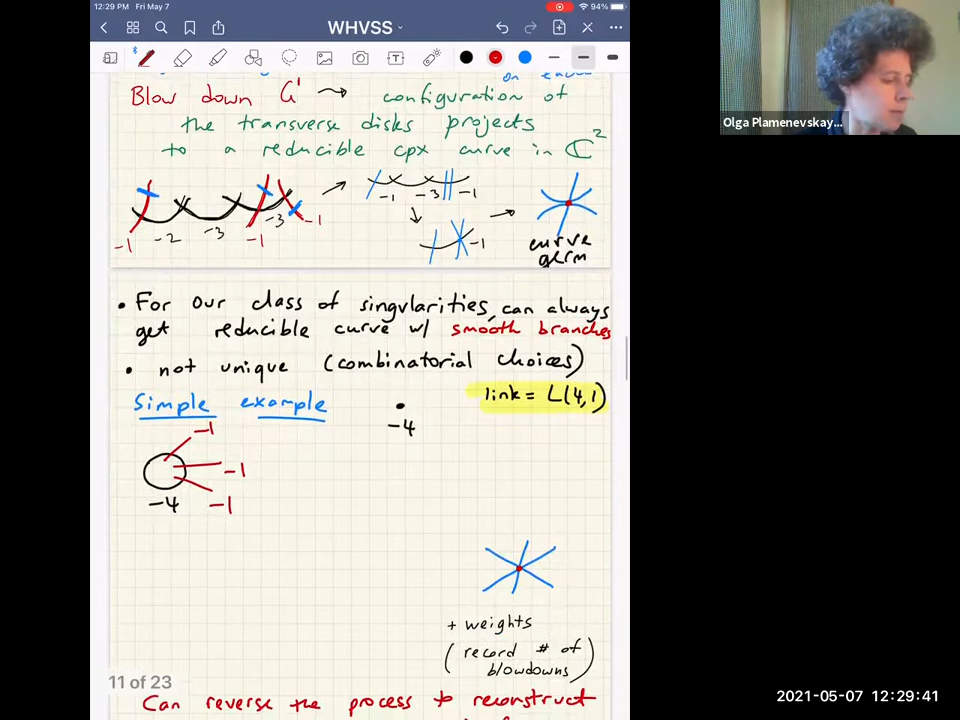 12:29 PM Fri May 7
94%
WHVSS
Olga Plamenevskay...
on
Blow down G' ⇝ configuration of
the transverse disks projects
to a reducible cpx curve in ℂ²
-1 -2 -3 -1 -3 -1
-1 -3 -1
-1
curve
germ
• For our class of singularities, can always
get reducible curve w/ smooth branches
• not unique (combinatorial choices)
Simple example
-4
link = L(4,1)
-1
-1
-4 -1
+ weights
(record # of
blowdowns)
11 of 23
Can reverse the process to reconstruct
2021-05-07 12:29:41